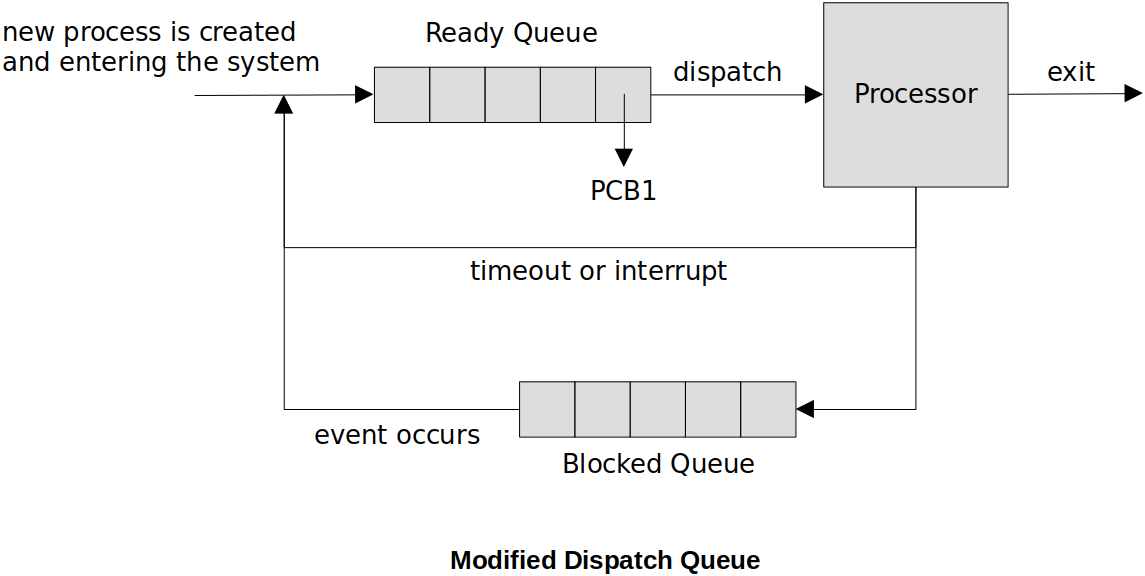 new process is created
and entering the system
Ready Queue
dispatch
Processor
exit
PCB1
timeout or interrupt
event occurs
Blocked Queue
Modified Dispatch Queue